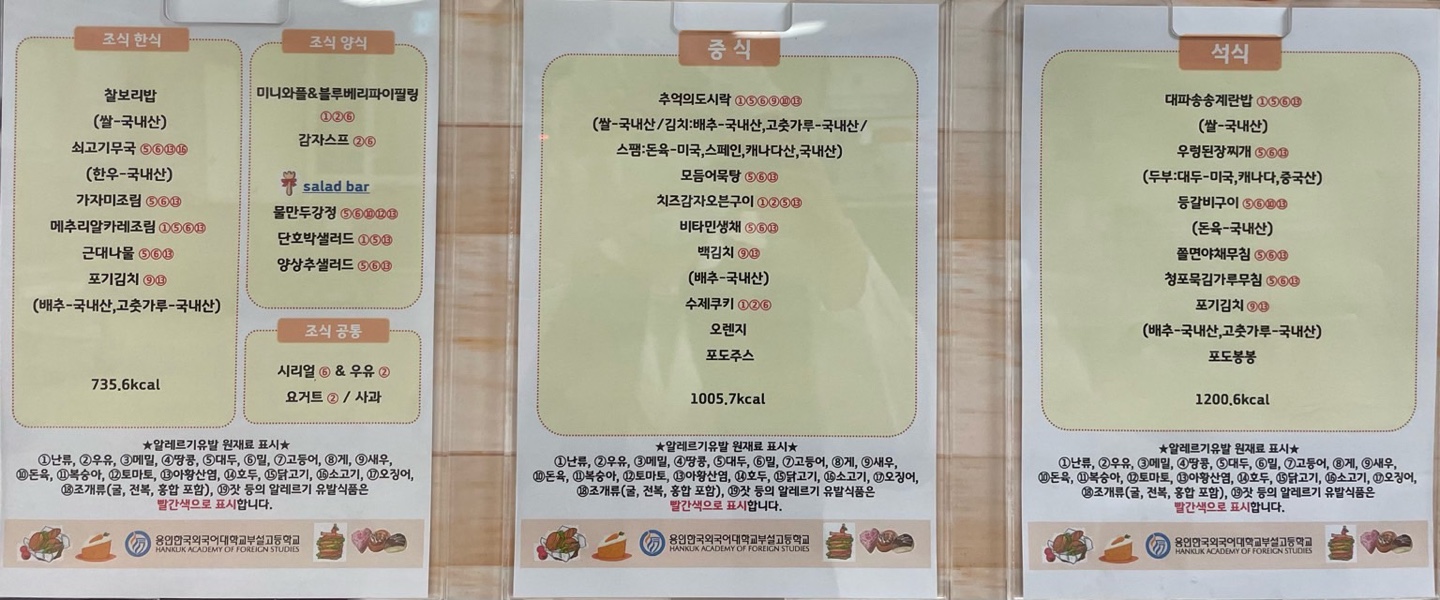 조식 한식
찰보리밥
(쌀-국내산)
쇠고기무국 ⑤⑥⑬⑯
(한우-국내산)
가자미조림 ⑤⑥⑬
메추리알카레조림 ①⑤⑥⑬
근대나물 ⑤⑥⑬
포기김치 ⑨⑬
(배추-국내산,고춧가루-국내산)
735.6kcal
조식 양식
미니와플&블루베리파이필링
①②⑥
감자스프 ②⑥
salad bar
물만두강정 ⑤⑥⑩⑫⑬
단호박샐러드 ①⑤⑬
양상추샐러드 ⑤⑥⑬
조식 공통
시리얼 ⑥ & 우유 ②
요거트 ② / 사과
★알레르기유발 원재료 표시★
①난류, ②우유, ③메밀, ④땅콩, ⑤대두, ⑥밀, ⑦고등어, ⑧게, ⑨새우,
⑩돈육, ⑪복숭아, ⑫토마토, ⑬아황산염, ⑭호두, ⑮닭고기, ⑯소고기, ⑰오징어,
⑱조개류(굴, 전복, 홍합 포함), ⑲잣 등의 알레르기 유발식품은
빨간색으로 표시합니다.
용인한국외국어대학교부설고등학교
HANKUK ACADEMY OF FOREIGN STUDIES
중식
추억의도시락 ①⑤⑥⑨⑩⑬
(쌀-국내산/김치:배추-국내산,고춧가루-국내산/
스팸:돈육-미국,스페인,캐나다산,국내산)
모듬어묵탕 ⑤⑥⑬
치즈감자오븐구이 ①②⑤⑬
비타민생채 ⑤⑥⑬
백김치 ⑨⑬
(배추-국내산)
수제쿠키 ①②⑥
오렌지
포도주스
1005.7kcal
★알레르기유발 원재료 표시★
①난류, ②우유, ③메밀, ④땅콩, ⑤대두, ⑥밀, ⑦고등어, ⑧게, ⑨새우,
⑩돈육, ⑪복숭아, ⑫토마토, ⑬아황산염, ⑭호두, ⑮닭고기, ⑯소고기, ⑰오징어,
⑱조개류(굴, 전복, 홍합 포함), ⑲잣 등의 알레르기 유발식품은
빨간색으로 표시합니다.
용인한국외국어대학교부설고등학교
HANKUK ACADEMY OF FOREIGN STUDIES
석식
대파송송계란밥 ①⑤⑥⑬
(쌀-국내산)
우렁된장찌개 ⑤⑥⑬
(두부:대두-미국,캐나다,중국산)
등갈비구이 ⑤⑥⑩⑬
(돈육-국내산)
쫄면야채무침 ⑤⑥⑬
청포묵김가루무침 ⑤⑥⑬
포기김치 ⑨⑬
(배추-국내산,고춧가루-국내산)
포도봉봉
1200.6kcal
★알레르기유발 원재료 표시★
①난류, ②우유, ③메밀, ④땅콩, ⑤대두, ⑥밀, ⑦고등어, ⑧게, ⑨새우,
⑩돈육, ⑪복숭아, ⑫토마토, ⑬아황산염, ⑭호두, ⑮닭고기, ⑯소고기, ⑰오징어,
⑱조개류(굴, 전복, 홍합 포함), ⑲잣 등의 알레르기 유발식품은
빨간색으로 표시합니다.
용인한국외국어대학교부설고등학교
HANKUK ACADEMY OF FOREIGN STUDIES